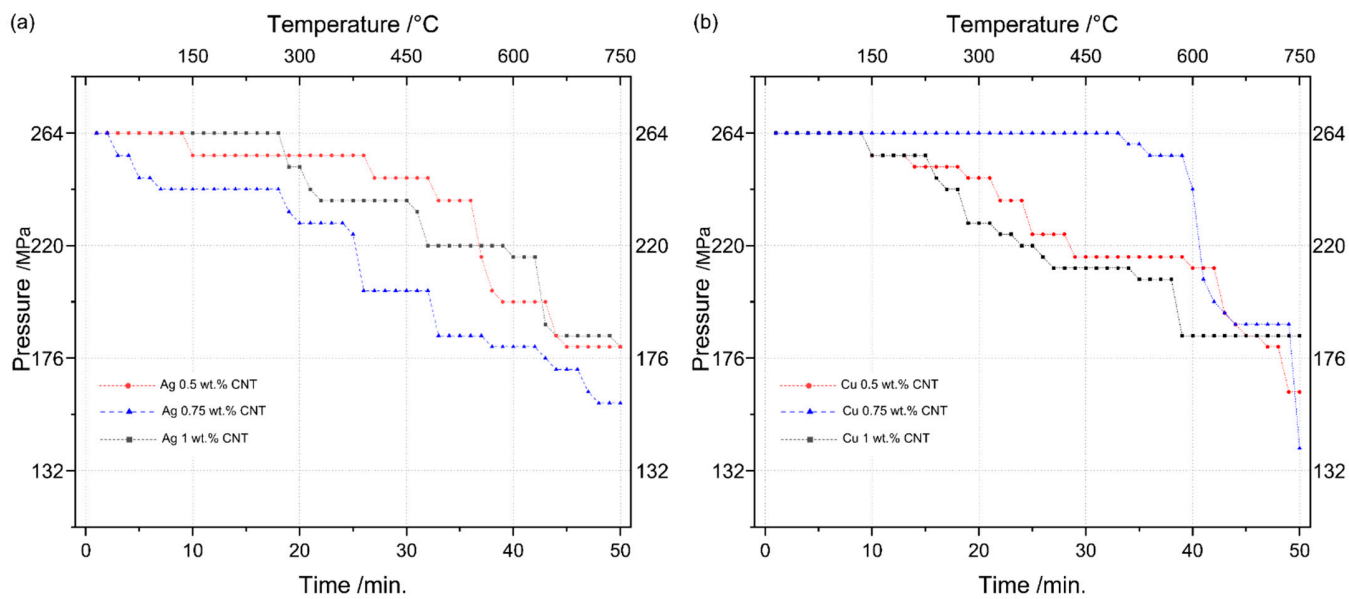 (a)
Temperature /°C
150 300 450 600 750
264 264
220 220
176 176
132 132
Pressure /MPa
Ag 0.5 wt.% CNT
Ag 0.75 wt.% CNT
Ag 1 wt.% CNT
0 10 20 30 40 50
Time /min.
(b)
Temperature /°C
150 300 450 600 750
264 264
220 220
176 176
132 132
Pressure /MPa
Cu 0.5 wt.% CNT
Cu 0.75 wt.% CNT
Cu 1 wt.% CNT
0 10 20 30 40 50
Time /min.